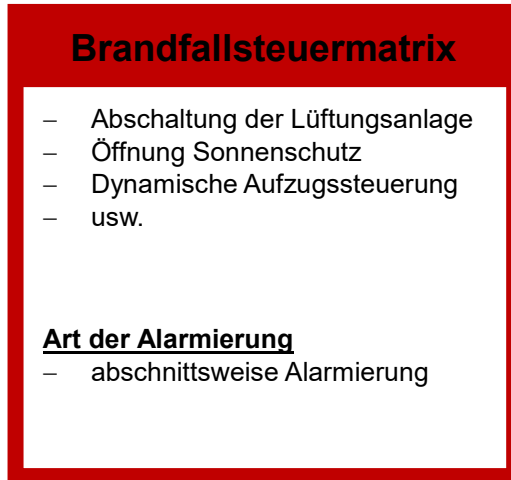 Brandfallsteuermatrix
– Abschaltung der Lüftungsanlage
– Öffnung Sonnenschutz
– Dynamische Aufzugssteuerung
– usw.
Art der Alarmierung
– abschnittsweise Alarmierung